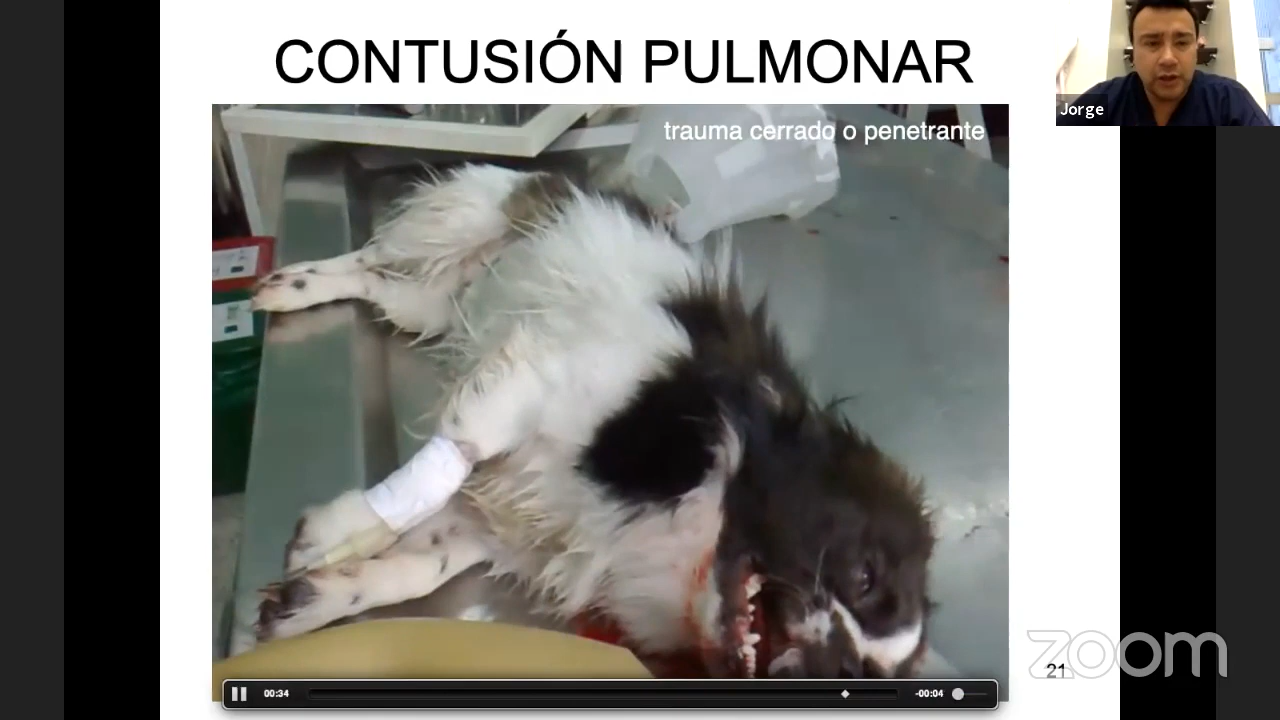 CONTUSIÓN PULMONAR
Jorge
trauma cerrado o penetrante
zoom
21
00:34
-00:04